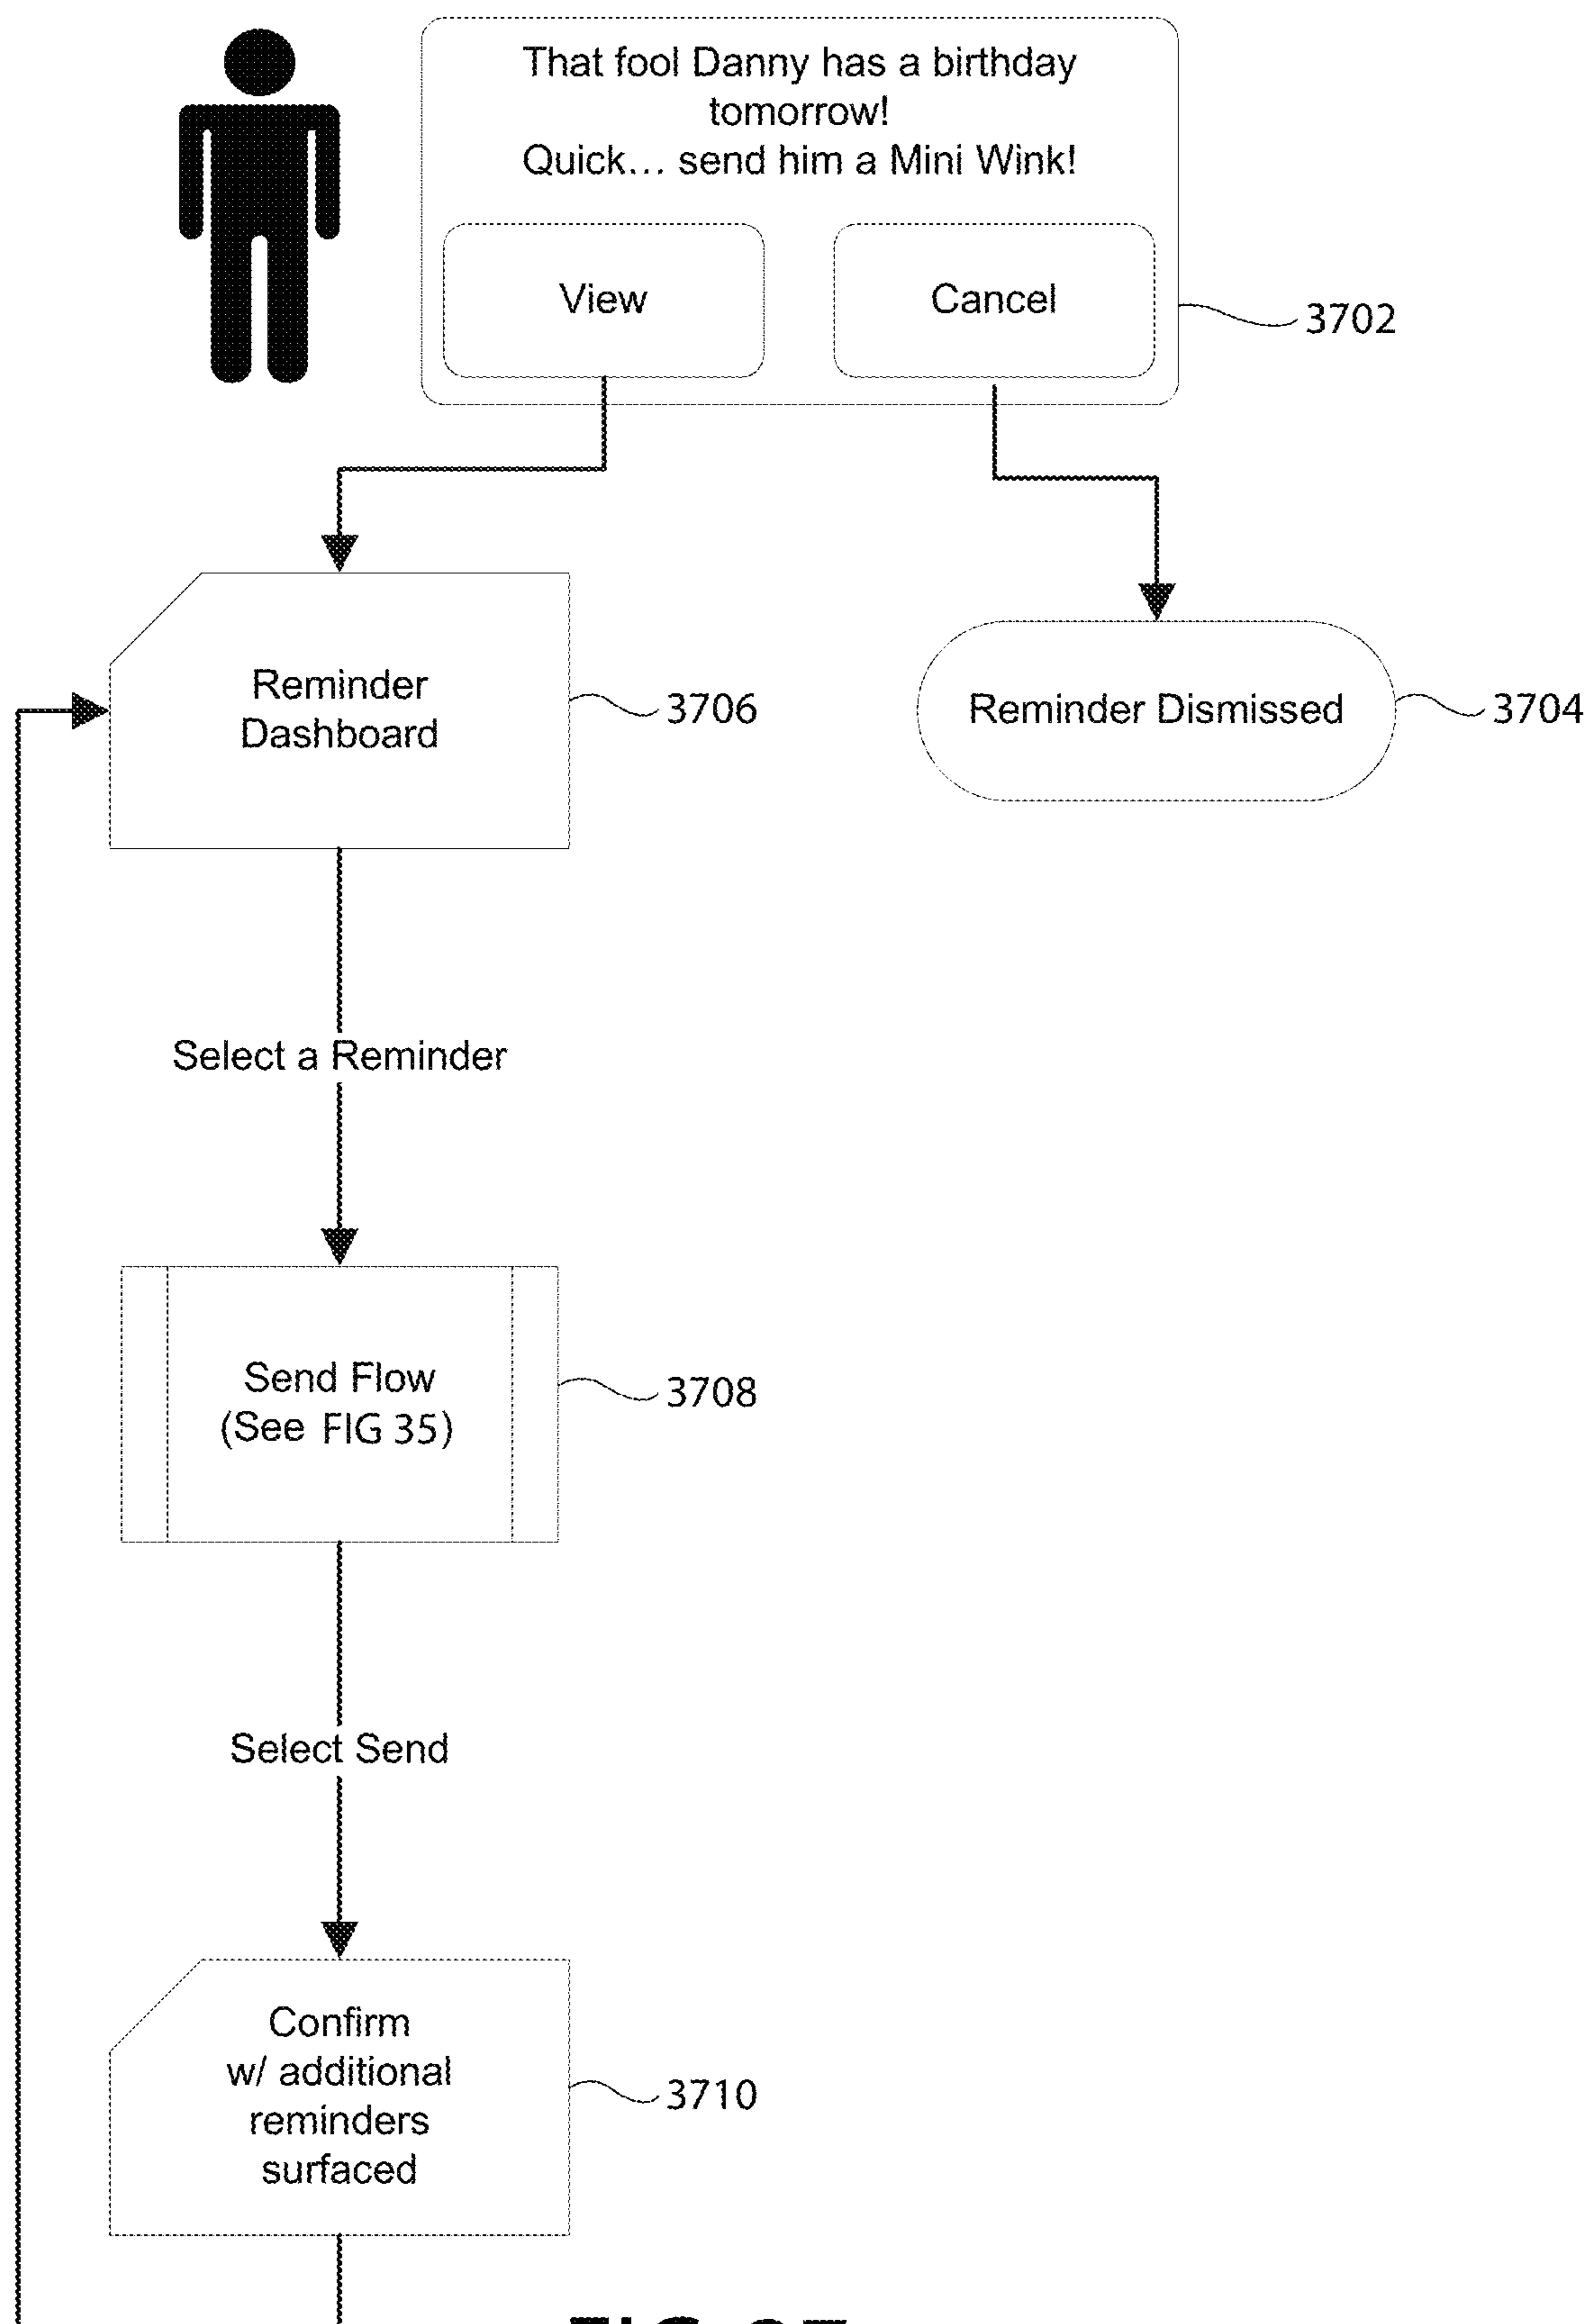 That fool Danny has a birthday
tomorrow!
Quick... send him a Mini Wink!
View
Cancel
3702
Reminder
Dashboard
3706
Reminder Dismissed
3704
Select a Reminder
Send Flow
(See FIG 35)
3708
Select Send
Confirm
w/ additional
reminders
surfaced
3710